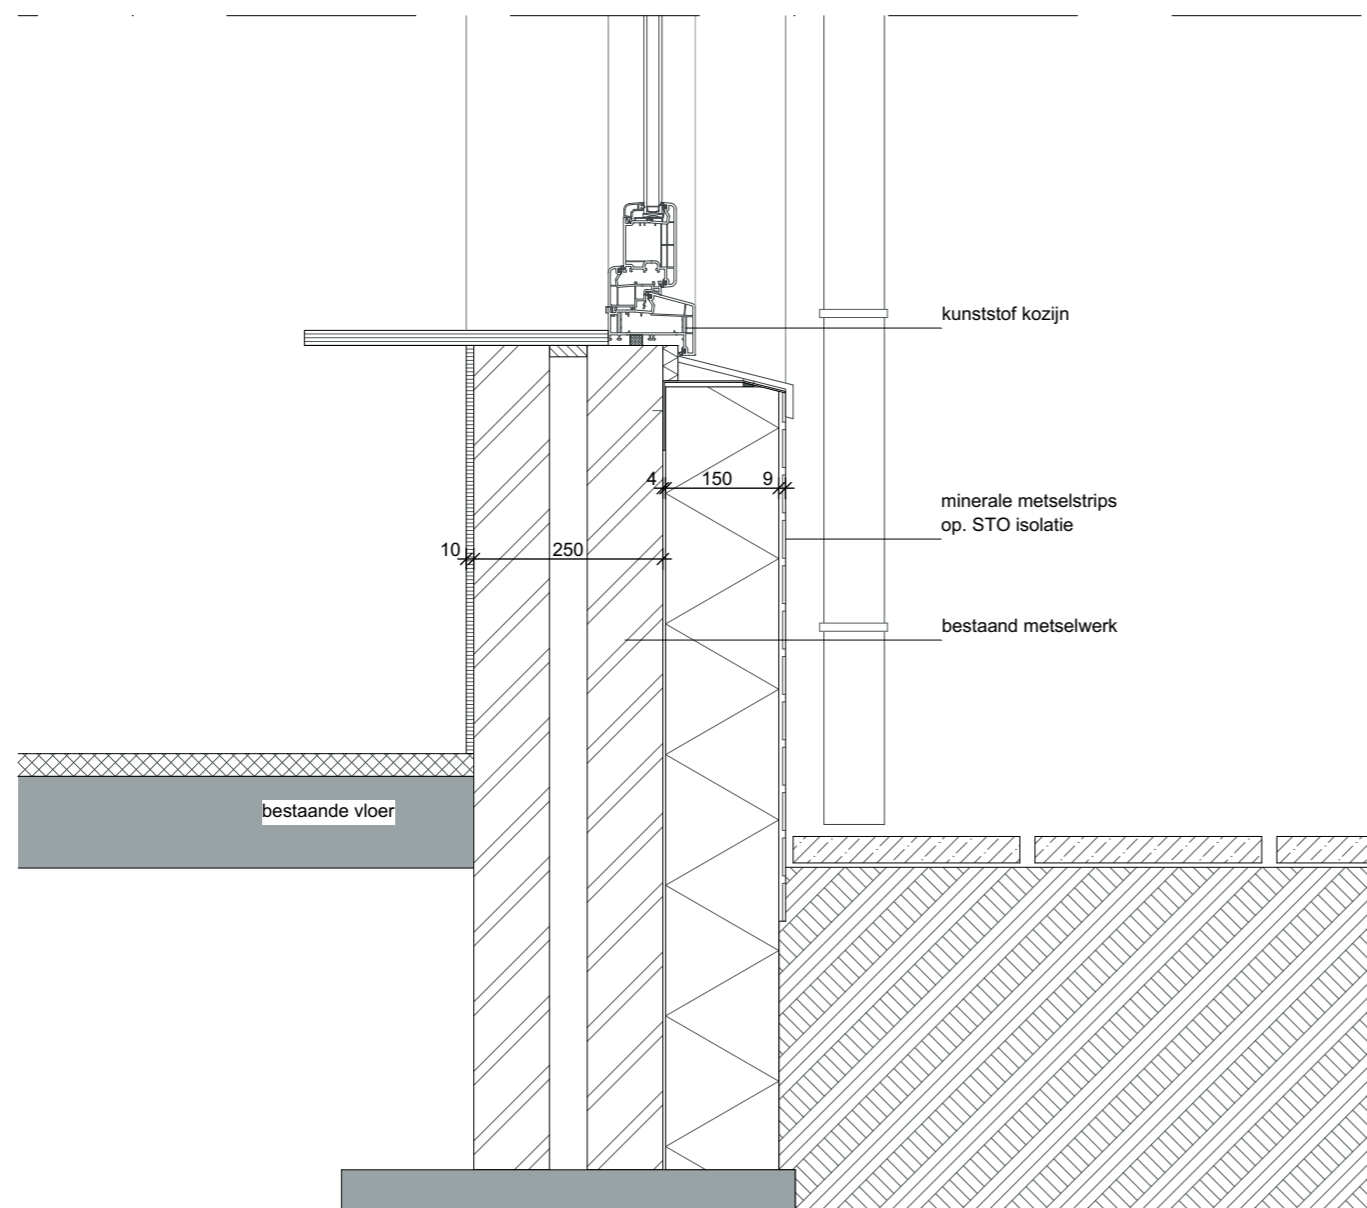 kunststof kozijn
4 150 9
minerale metselstrips
op. STO isolatie
10 250
bestaand metselwerk
bestaande vloer